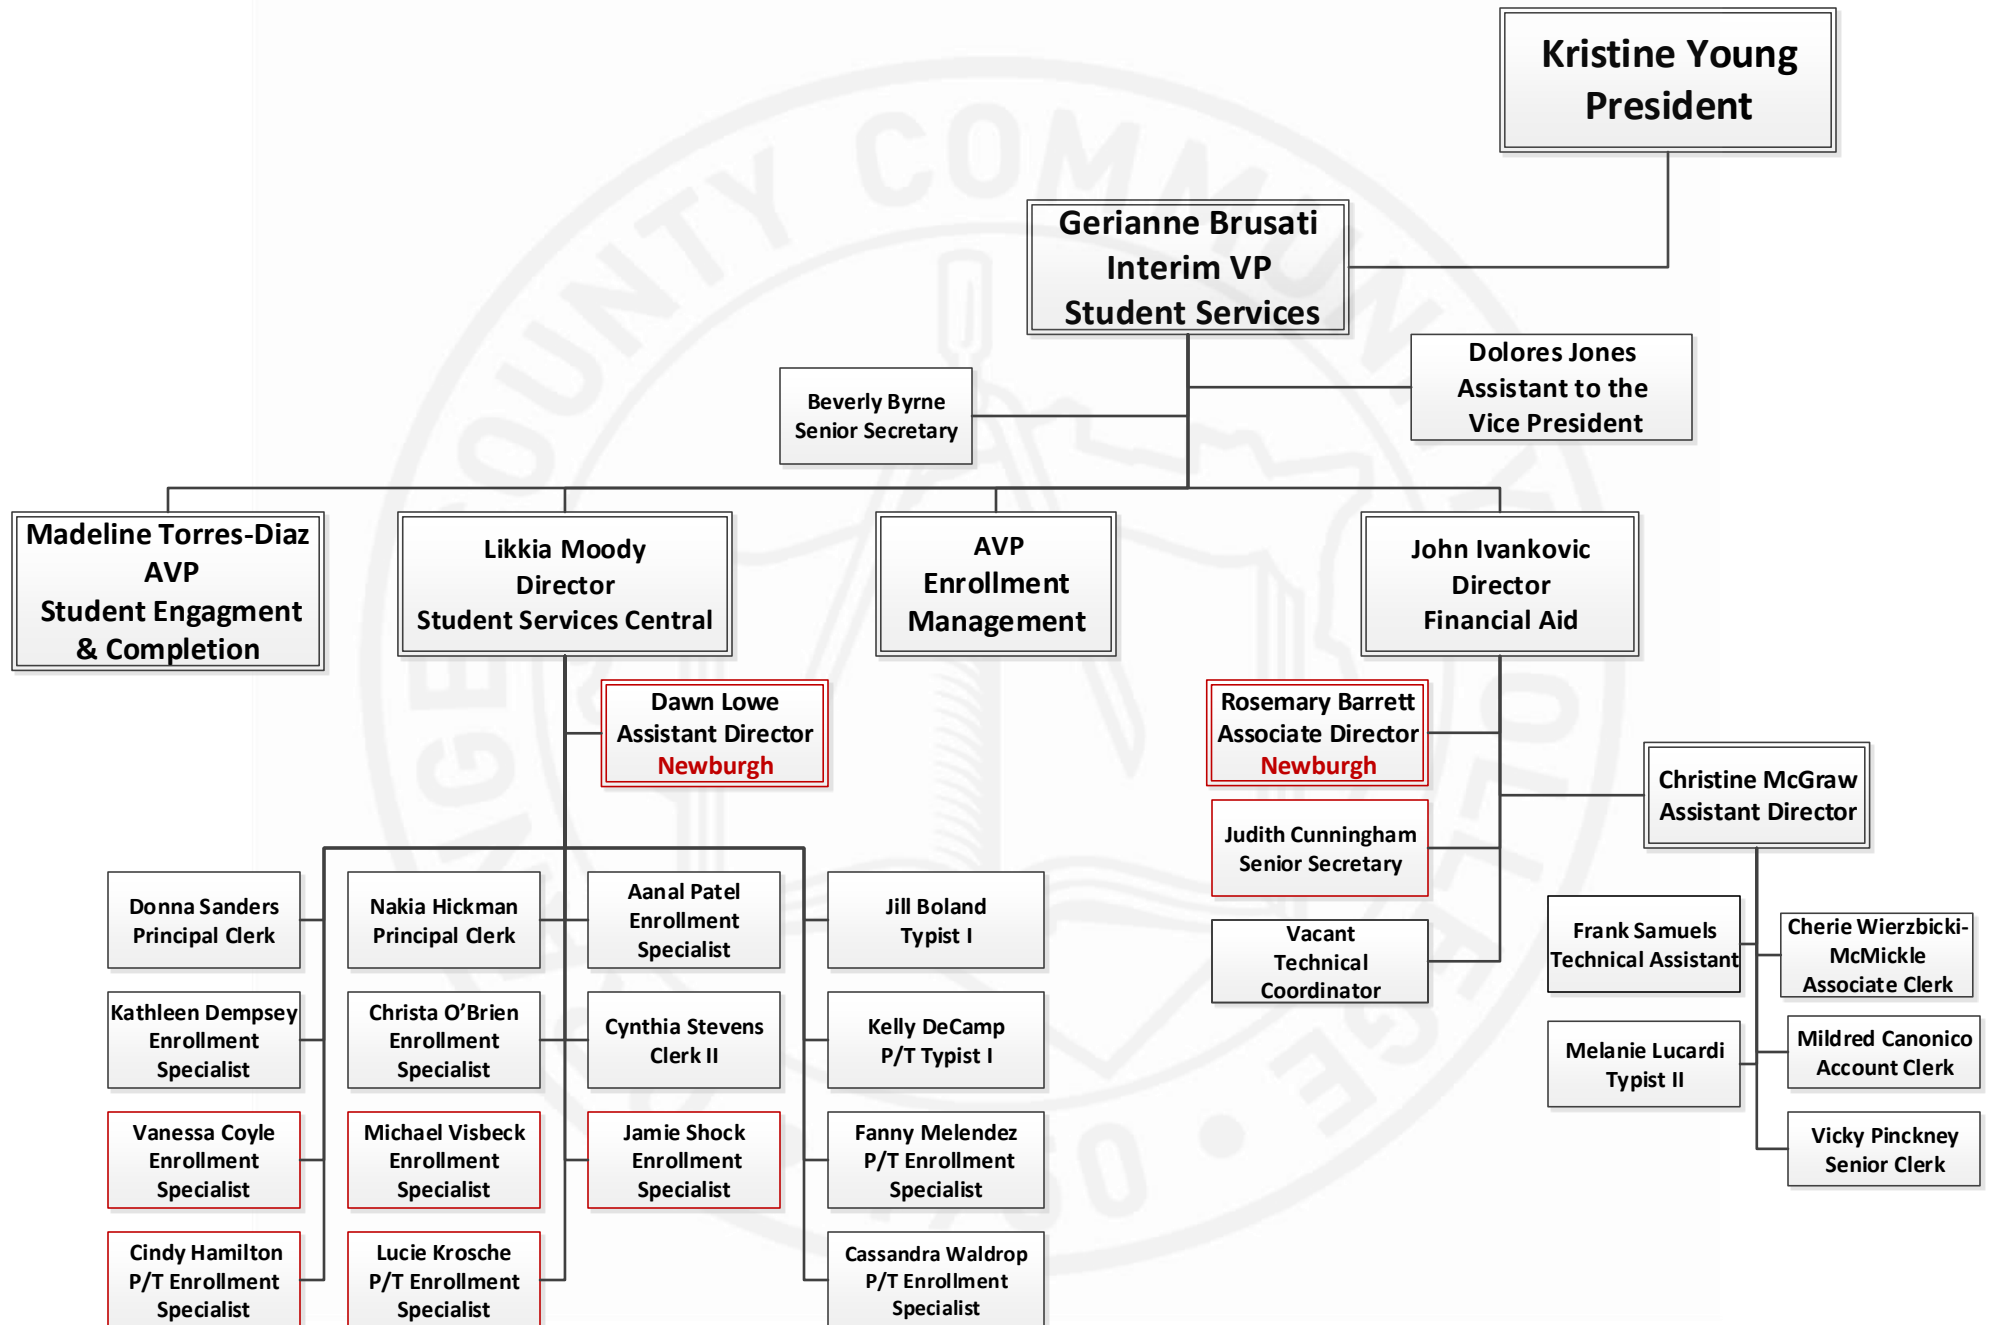 Kristine Young
President
Gerianne Brusati
Interim VP
Student Services
Dolores Jones
Assistant to the
Vice President
Beverly Byrne
Senior Secretary
Madeline Torres-Diaz
AVP
Student Engagment
& Completion
Likkia Moody
Director
Student Services Central
AVP
Enrollment
Management
John Ivankovic
Director
Financial Aid
Dawn Lowe
Assistant Director
Newburgh
Rosemary Barrett
Associate Director
Newburgh
Christine McGraw
Assistant Director
Judith Cunningham
Senior Secretary
Vacant
Technical
Coordinator
Donna Sanders
Principal Clerk
Nakia Hickman
Principal Clerk
Aanal Patel
Enrollment
Specialist
Jill Boland
Typist I
Frank Samuels
Technical Assistant
Cherie Wierzbicki-
McMickle
Associate Clerk
Kathleen Dempsey
Enrollment
Specialist
Christa O’Brien
Enrollment
Specialist
Cynthia Stevens
Clerk II
Kelly DeCamp
P/T Typist I
Melanie Lucardi
Typist II
Mildred Canonico
Account Clerk
Vanessa Coyle
Enrollment
Specialist
Michael Visbeck
Enrollment
Specialist
Jamie Shock
Enrollment
Specialist
Fanny Melendez
P/T Enrollment
Specialist
Vicky Pinckney
Senior Clerk
Cindy Hamilton
P/T Enrollment
Specialist
Lucie Krosche
P/T Enrollment
Specialist
Cassandra Waldrop
P/T Enrollment
Specialist
COUNTY COMMUNITY COLLEGE